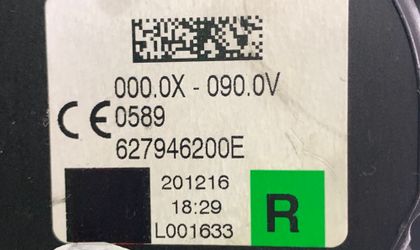 000.0X - 090.0V
CE 0589
627946200E
201216
18:29
L001633
R